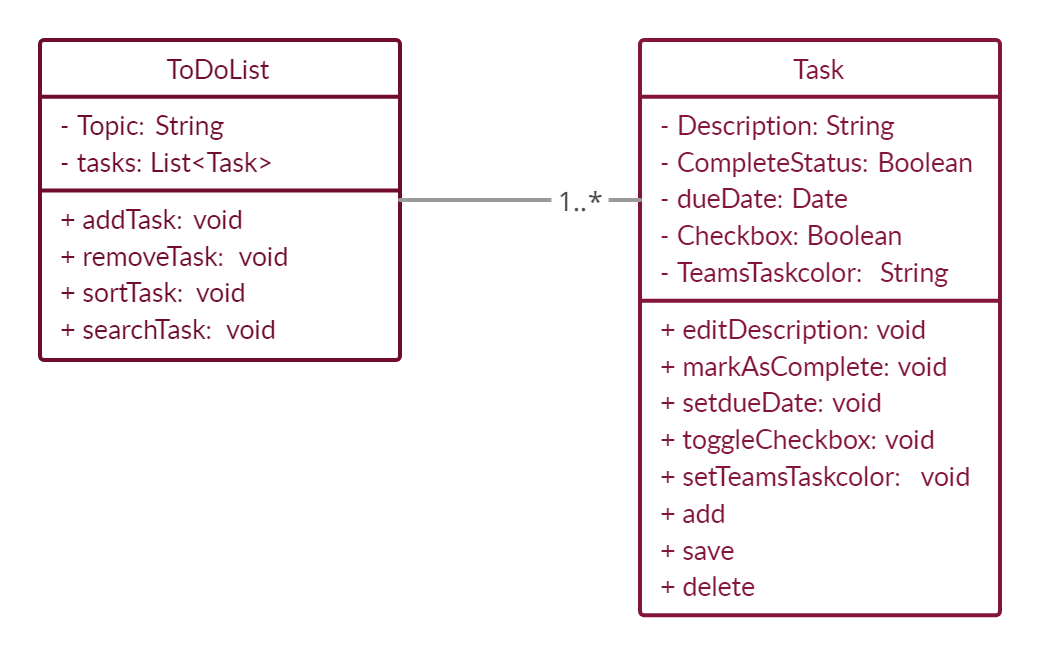 ToDoList
- Topic: String
- tasks: List<Task>
+ addTask: void
+ removeTask: void
+ sortTask: void
+ searchTask: void
1..*
Task
- Description: String
- CompleteStatus: Boolean
- dueDate: Date
- Checkbox: Boolean
- TeamsTaskcolor: String
+ editDescription: void
+ markAsComplete: void
+ setdueDate: void
+ toggleCheckbox: void
+ setTeamsTaskcolor: void
+ add
+ save
+ delete